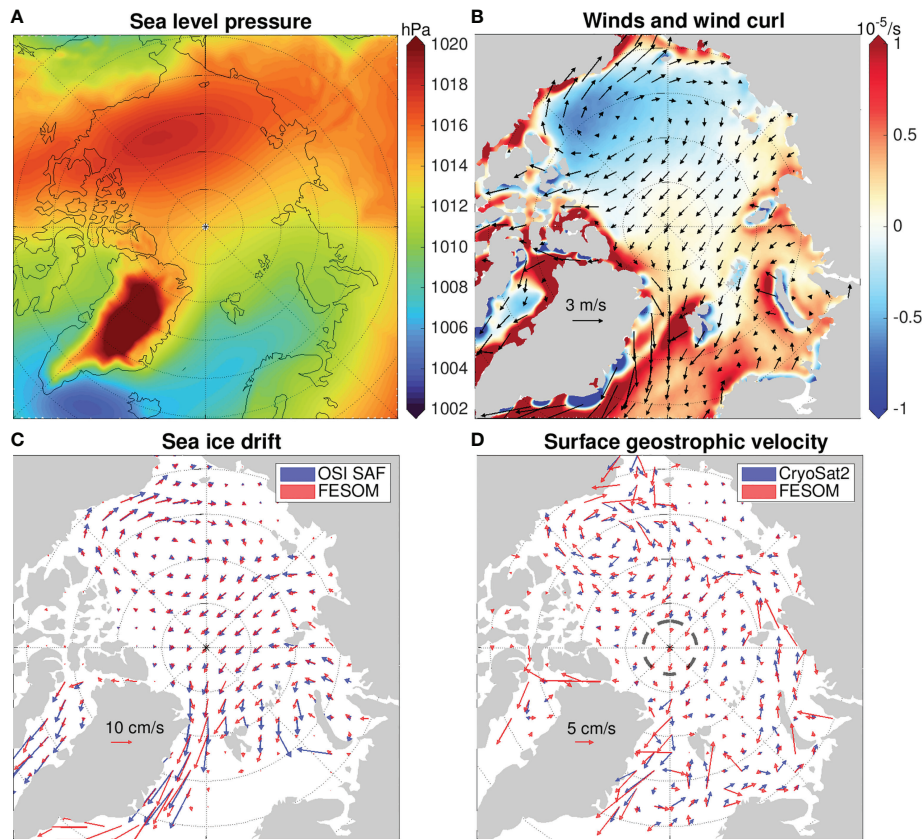 A
Sea level pressure
hPa
1020
1018
1016
1014
1012
1010
1008
1006
1004
1002
B
Winds and wind curl
10⁻⁵/s
1
0.5
0
-0.5
-1
3 m/s
C
Sea ice drift
OSI SAF
FESOM
10 cm/s
D
Surface geostrophic velocity
CryoSat2
FESOM
5 cm/s